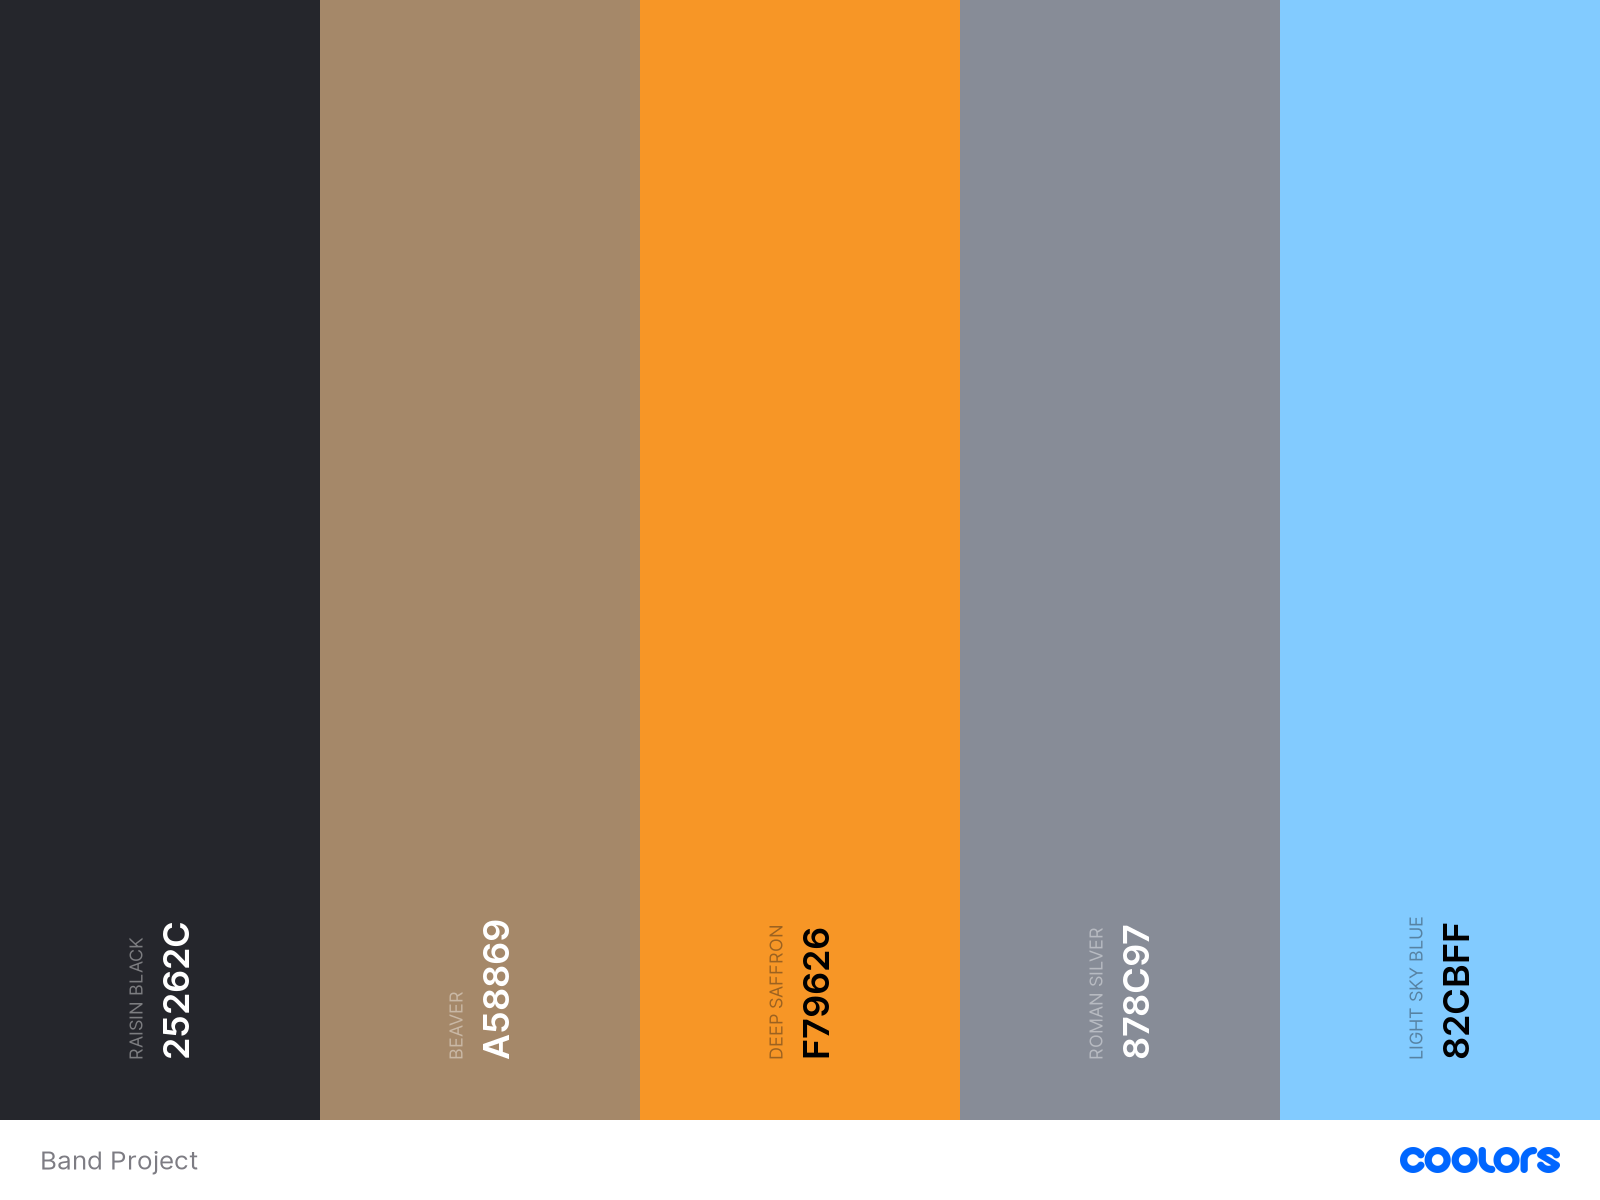 RAISIN BLACK
25262C
BEAVER
A58869
DEEP SAFFRON
F79626
ROMAN SILVER
878C97
LIGHT SKY BLUE
82CBFF
Band Project
coolors